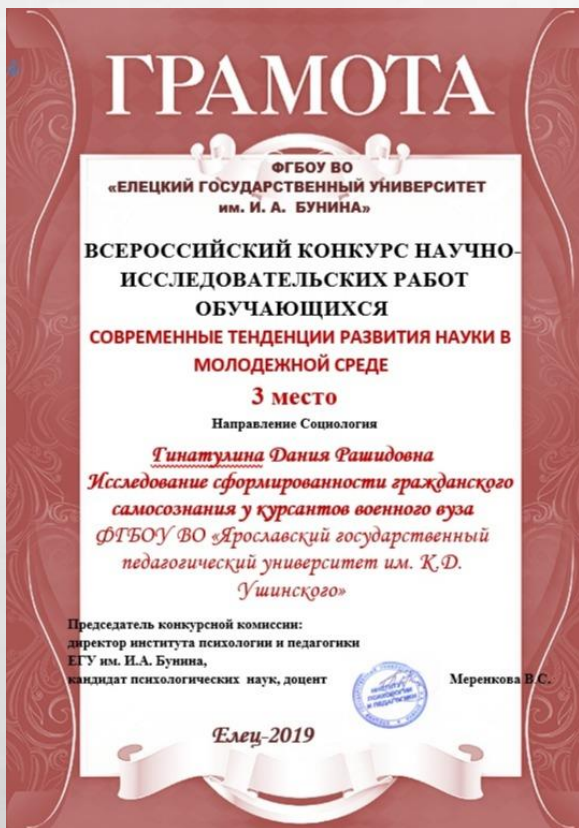 ГРАМОТА
ФГБОУ ВО
«ЕЛЕЦКИЙ ГОСУДАРСТВЕННЫЙ УНИВЕРСИТЕТ
им. И. А. БУНИНА»
ВСЕРОССИЙСКИЙ КОНКУРС НАУЧНО-
ИССЛЕДОВАТЕЛЬСКИХ РАБОТ
ОБУЧАЮЩИХСЯ
СОВРЕМЕННЫЕ ТЕНДЕНЦИИ РАЗВИТИЯ НАУКИ В
МОЛОДЕЖНОЙ СРЕДЕ
3 место
Направление Социология
Гинатулина Дания Рашидовна
Исследование сформированности гражданского
самосознания у курсантов военного вуза
ФГБОУ ВО «Ярославский государственный
педагогический университет им. К.Д.
Ушинского»
Председатель конкурсной комиссии:
директор института психологии и педагогики
ЕГУ им. И.А. Бунина,
кандидат психологических наук, доцент Меренкова В.С.
ИНСТИТУТ
ПСИХОЛОГИИ
И ПЕДАГОГИКИ
Елец-2019